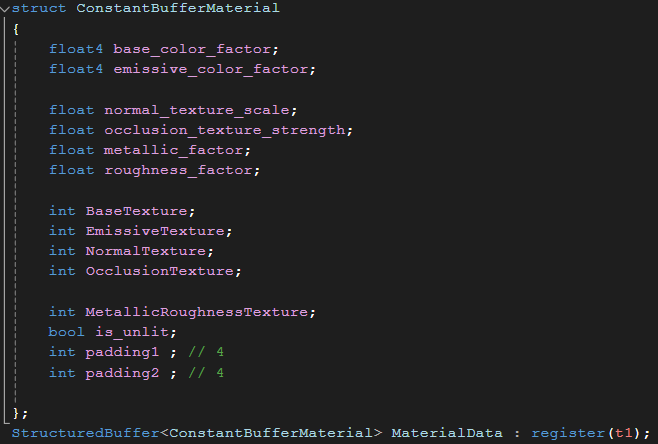 struct ConstantBufferMaterial
{
float4 base_color_factor;
float4 emissive_color_factor;
float normal_texture_scale;
float occlusion_texture_strength;
float metallic_factor;
float roughness_factor;
int BaseTexture;
int EmissiveTexture;
int NormalTexture;
int OcclusionTexture;
int MetallicRoughnessTexture;
bool is_unlit;
int padding1 ; // 4
int padding2 ; // 4
};
StructuredBuffer<ConstantBufferMaterial> MaterialData : register(t1);